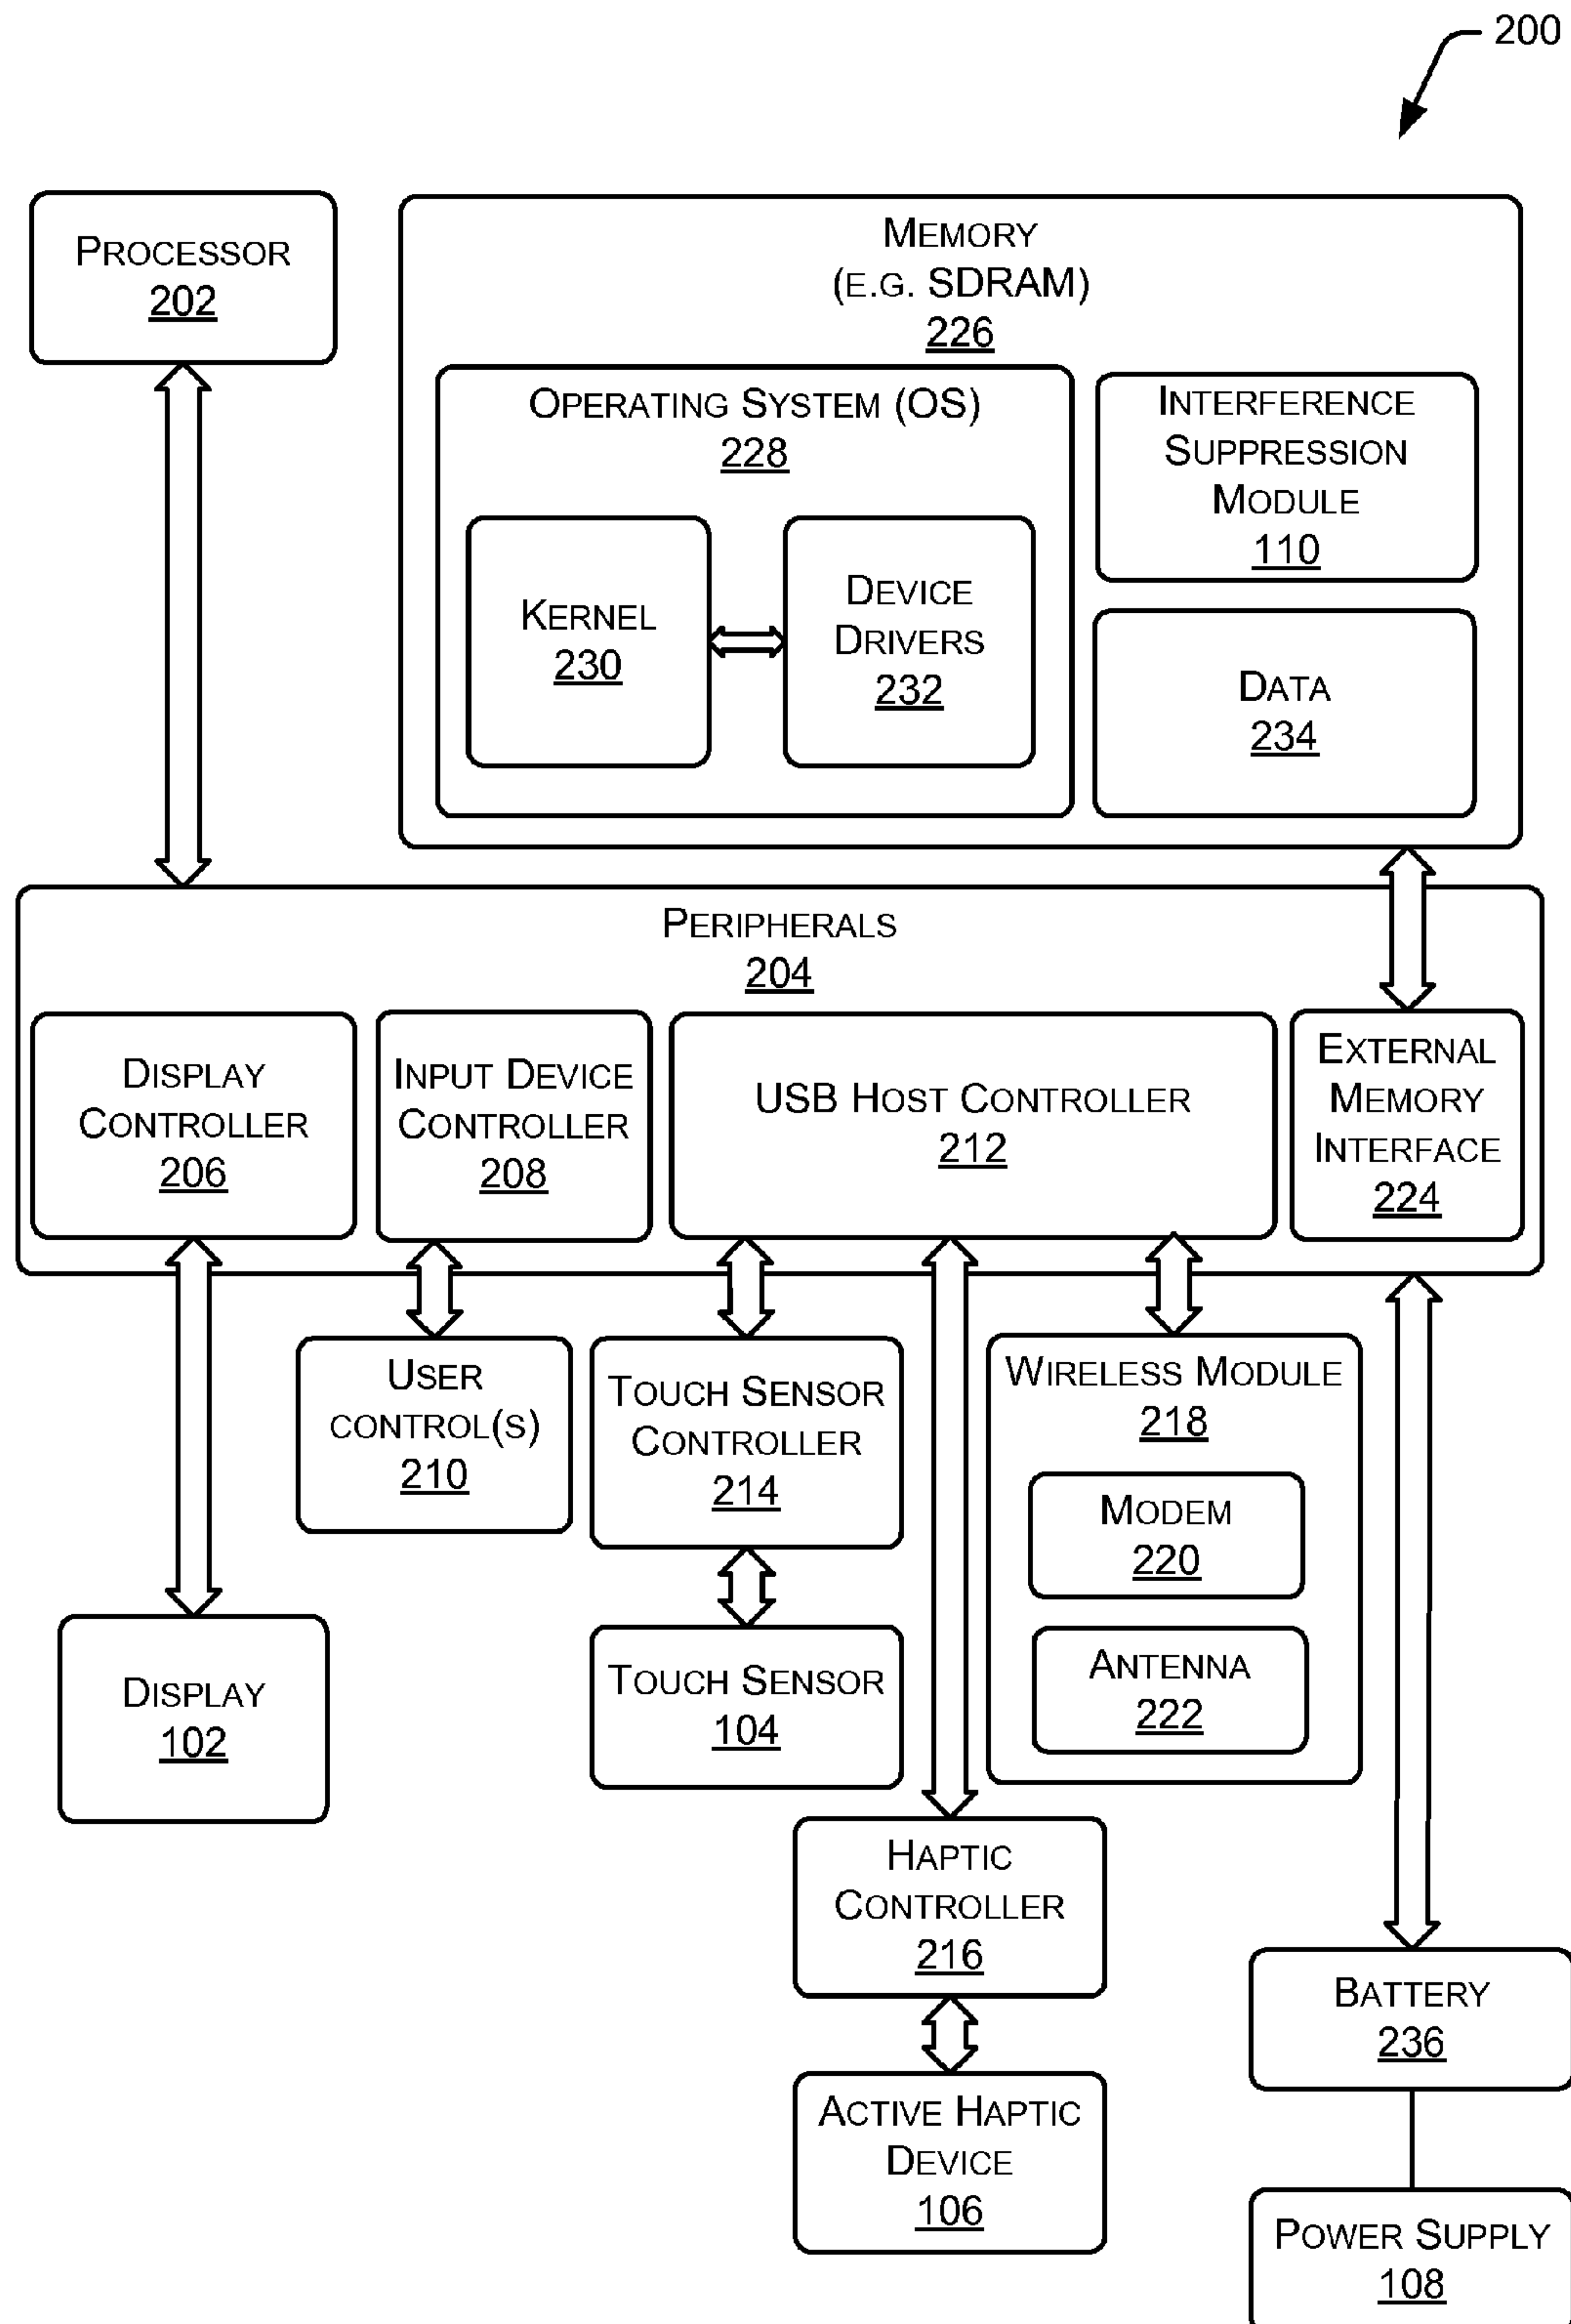 200
PROCESSOR
202
MEMORY
(E.G. SDRAM)
226
OPERATING SYSTEM (OS)
228
KERNEL
230
DEVICE
DRIVERS
232
INTERFERENCE
SUPPRESSION
MODULE
110
DATA
234
PERIPHERALS
204
DISPLAY
CONTROLLER
206
INPUT DEVICE
CONTROLLER
208
USB HOST CONTROLLER
212
EXTERNAL
MEMORY
INTERFACE
224
USER
CONTROL(S)
210
TOUCH SENSOR
CONTROLLER
214
WIRELESS MODULE
218
MODEM
220
ANTENNA
222
DISPLAY
102
TOUCH SENSOR
104
HAPTIC
CONTROLLER
216
BATTERY
236
ACTIVE HAPTIC
DEVICE
106
POWER SUPPLY
108